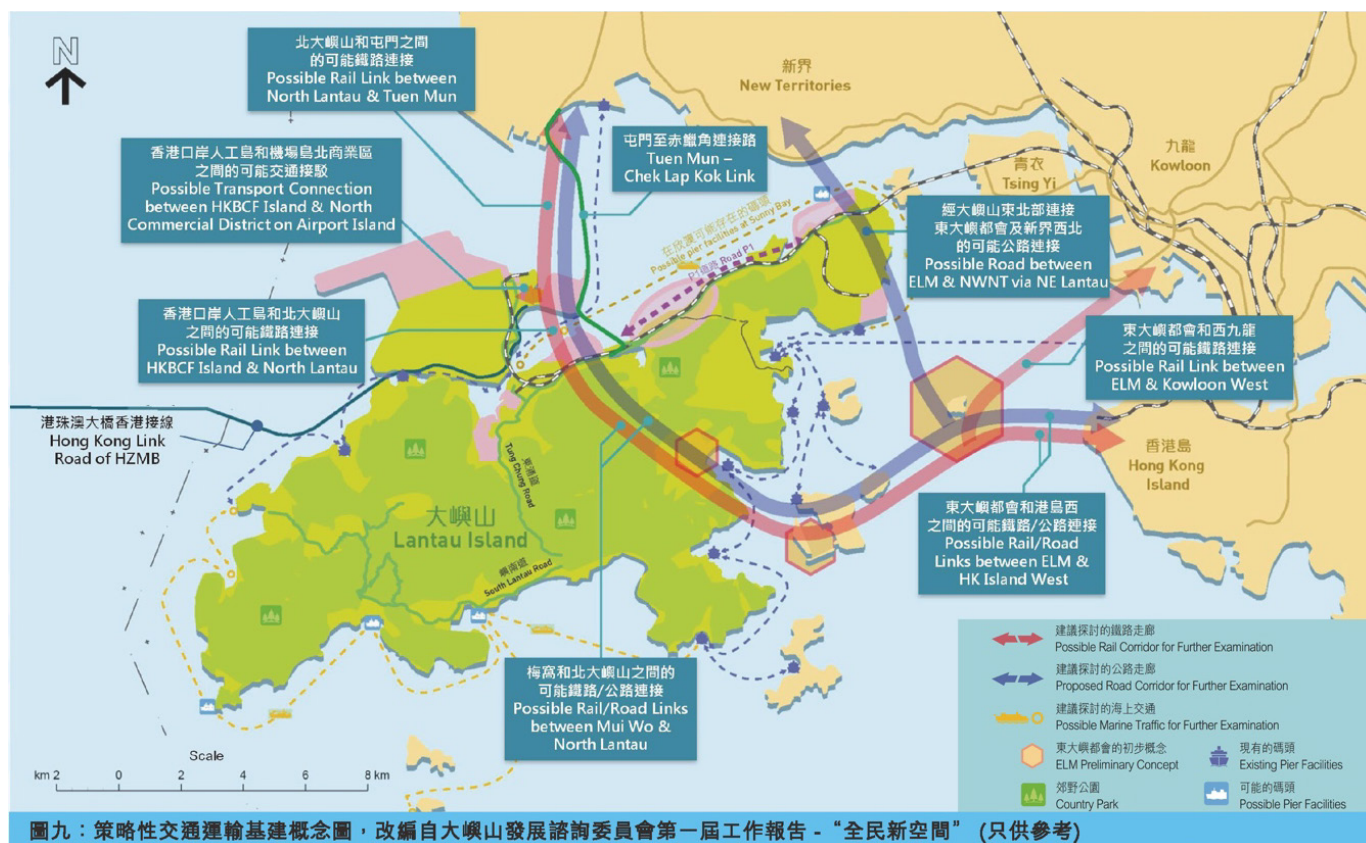 N
北大嶼山和屯門之間
的可能鐵路連接
Possible Rail Link between
North Lantau & Tuen Mun
新界
New Territories
屯門至赤鱲角連接路
Tuen Mun –
Chek Lap Kok Link
九龍
Kowloon
青衣
Tsing Yi
香港口岸人工島和機場島北商業區
之間的可能交通接駁
Possible Transport Connection
between HKBCF Island & North
Commercial District on Airport Island
在欣澳可能存在的碼頭
Possible pier facilities at Sunny Bay
P1道路 Road P1
經大嶼山東北部連接
東大嶼都會及新界西北
的可能公路連接
Possible Road between
ELM & NWNT via NE Lantau
香港口岸人工島和北大嶼山
之間的可能鐵路連接
Possible Rail Link between
HKBCF Island & North Lantau
東大嶼都會和西九龍
之間的可能鐵路連接
Possible Rail Link between
ELM & Kowloon West
港珠澳大橋香港接線
Hong Kong Link
Road of HZMB
Tung Chung Road
大嶼山
Lantau Island
香港島
Hong Kong
Island
東大嶼都會和港島西
之間的可能鐵路/公路連接
Possible Rail/Road
Links between ELM &
HK Island West
嶼南道
South Lantau Road
梅窩和北大嶼山之間的
可能鐵路/公路連接
Possible Rail/Road Links
between Mui Wo &
North Lantau
Scale
km 2 0 2 4 6 8 km
建議探討的鐵路走廊
Possible Rail Corridor for Further Examination
建議探討的公路走廊
Proposed Road Corridor for Further Examination
建議探討的海上交通
Possible Marine Traffic for Further Examination
東大嶼都會的初步概念
ELM Preliminary Concept
現有的碼頭
Existing Pier Facilities
郊野公園
Country Park
可能的碼頭
Possible Pier Facilities
圖九：策略性交通運輸基建概念圖，改編自大嶼山發展諮詢委員會第一屆工作報告 - “全民新空間” (只供參考)